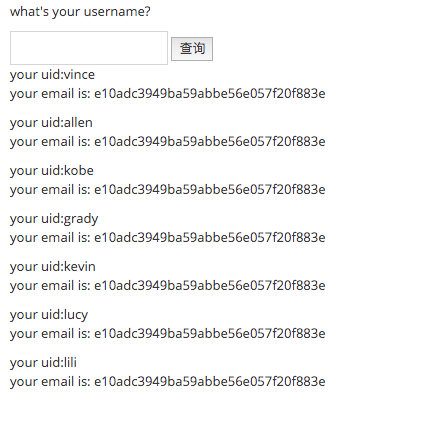 what's your username?
查询
your uid:vince
your email is: e10adc3949ba59abbe56e057f20f883e
your uid:allen
your email is: e10adc3949ba59abbe56e057f20f883e
your uid:kobe
your email is: e10adc3949ba59abbe56e057f20f883e
your uid:grady
your email is: e10adc3949ba59abbe56e057f20f883e
your uid:kevin
your email is: e10adc3949ba59abbe56e057f20f883e
your uid:lucy
your email is: e10adc3949ba59abbe56e057f20f883e
your uid:lili
your email is: e10adc3949ba59abbe56e057f20f883e